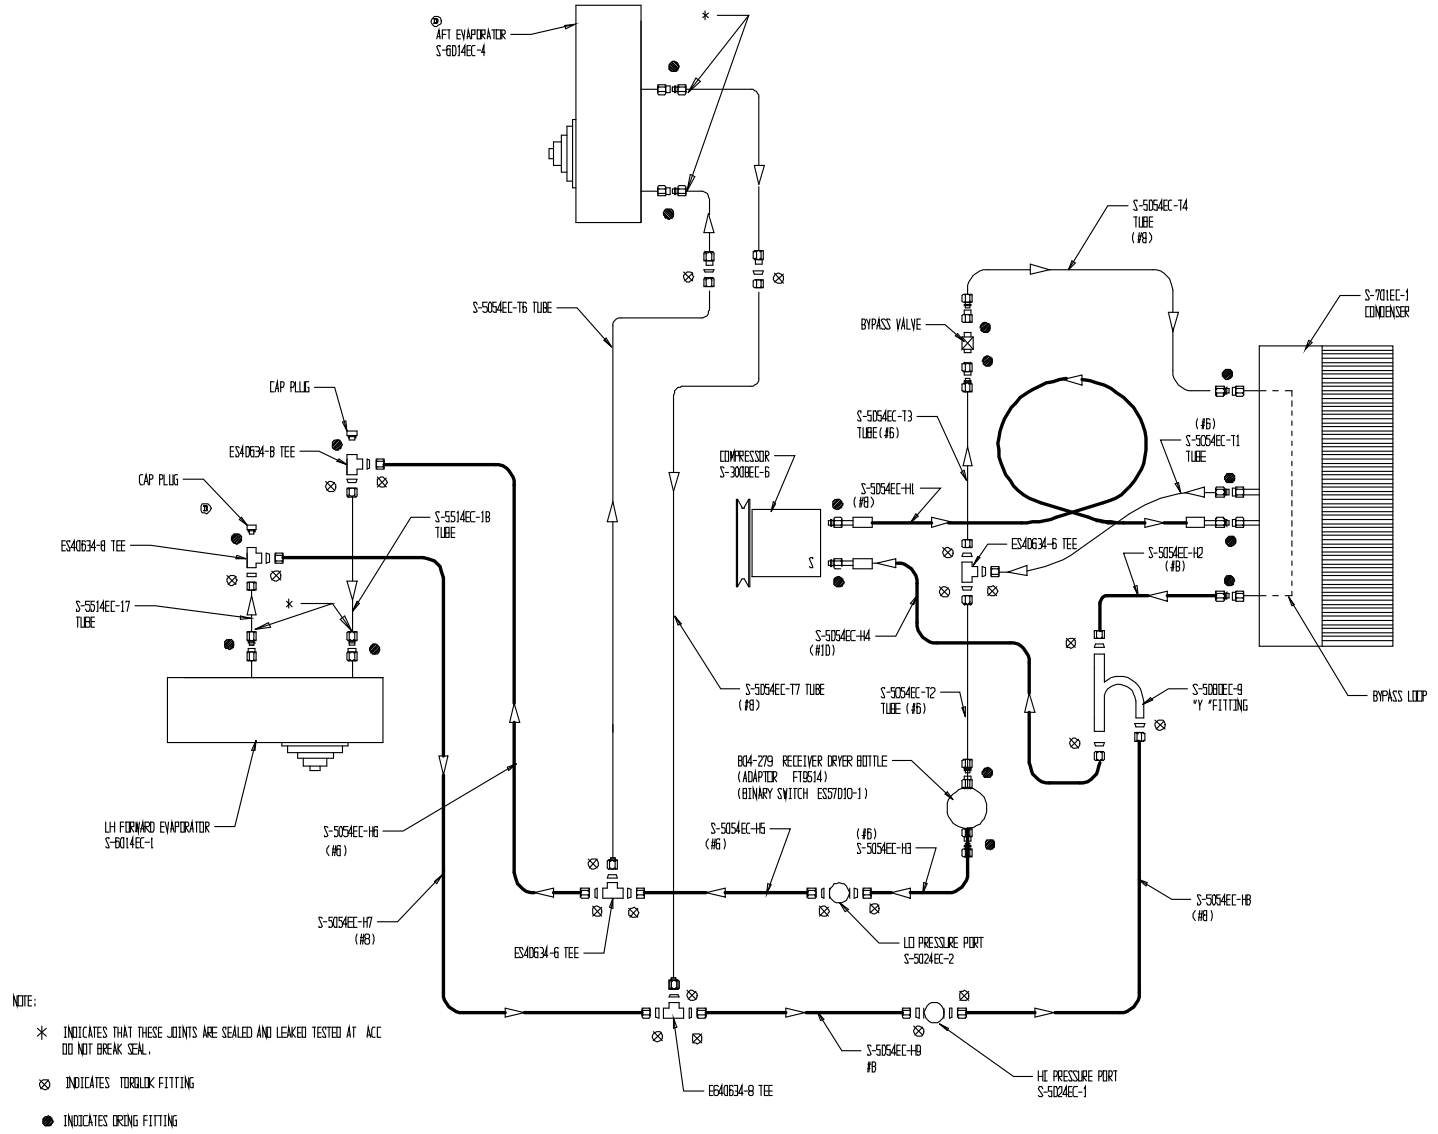 AFT EVAPORATOR
S-6014EC-4
*
S-5054EC-T4
TUBE
(#8)
S-701EC-1
CONDENSER
S-5054EC-T6 TUBE
BYPASS VALVE
CAP PLUG
(#6)
S-5054EC-T1
TUBE
S-5054EC-T3
TUBE(#6)
ES40634-8 TEE
COMPRESSOR
S-3008EC-6
CAP PLUG
S-5054EC-H1
(#8)
S-5514EC-18
TUBE
ES40634-8 TEE
ES40634-6 TEE
S-5054EC-H2
(#8)
S
*
S-5514EC-17
TUBE
S-5054EC-H4
(#10)
S-5054EC-T7 TUBE
(#8)
S-5054EC-T2
TUBE (#6)
S-5080EC-9
"Y "FITTING
BYPASS LOOP
804-279 RECEIVER DRYER BOTTLE
(ADAPTOR FT9514)
(BINARY SWITCH ES57010-1)
LH FORWARD EVAPORATOR
S-6014EC-1
S-5054EC-H6
(#6)
S-5054EC-H5
(#6)
(#6)
S-5054EC-H3
S-5054EC-H8
(#8)
S-5054EC-H7
(#8)
ES40634-6 TEE
LO PRESSURE PORT
S-5024EC-2
NOTE:
* INDICATES THAT THESE JOINTS ARE SEALED AND LEAKED TESTED AT ACC
DO NOT BREAK SEAL.
S-5054EC-H9
#8
INDICATES TORQLOK FITTING
HI PRESSURE PORT
S-5024EC-1
E640634-8 TEE
INDICATES ORING FITTING